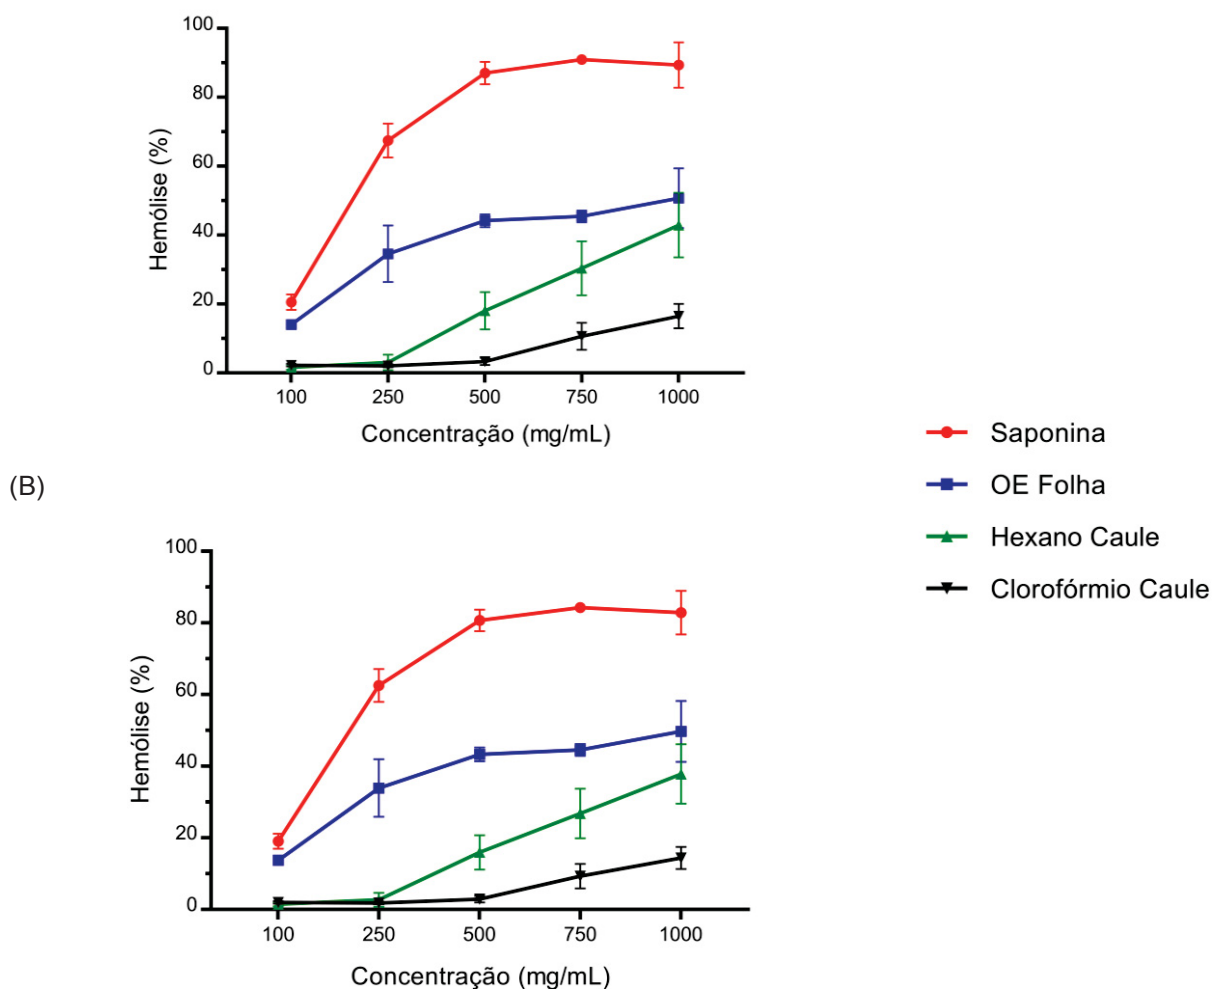 100
80
60
40
20
0
Hemólise (%)
100 250 500 750 1000
Concentração (mg/mL)
Saponina
OE Folha
Hexano Caule
Clorofórmio Caule
(B)
100
80
60
40
20
0
Hemólise (%)
100 250 500 750 1000
Concentração (mg/mL)